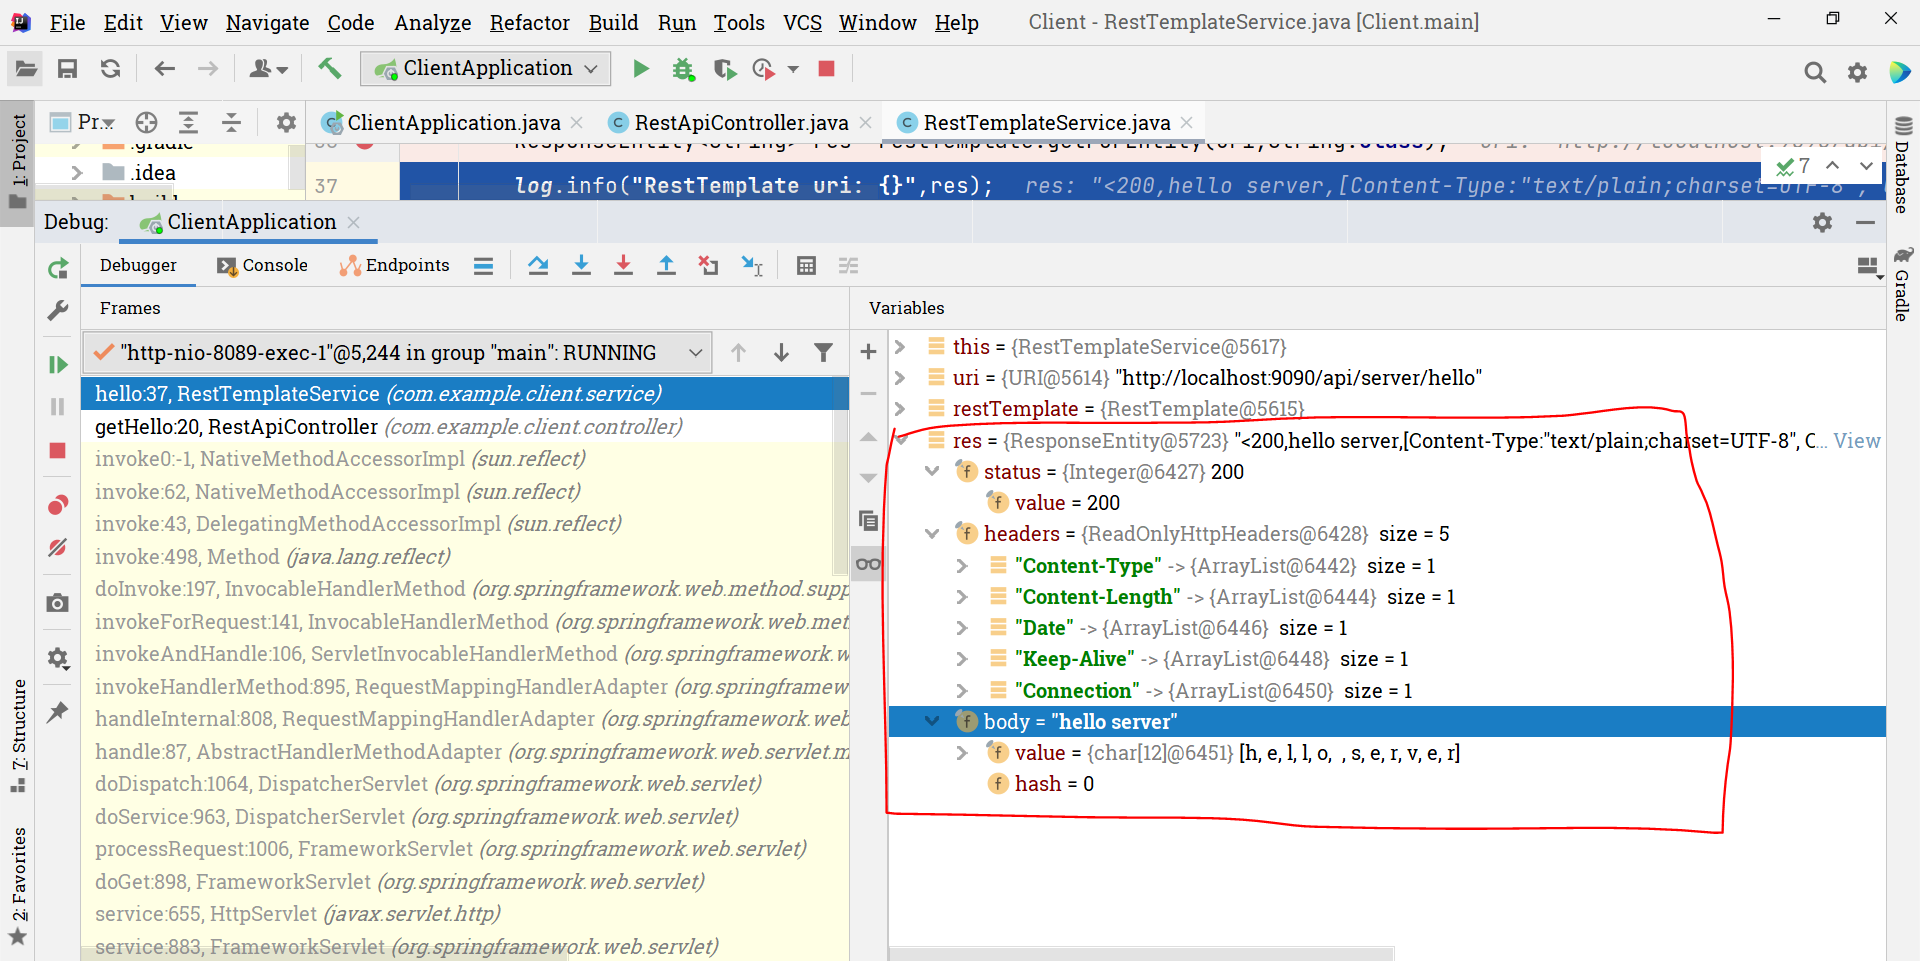 File Edit View Navigate Code Analyze Refactor Build Run Tools VCS Window Help Client - RestTemplateService.java [Client.main]
ClientApplication
1: Project
Pr...
ClientApplication.java
RestApiController.java
RestTemplateService.java
.idea
37
log.info("RestTemplate uri: {}",res); res: "<200,hello server,[Content-Type:"text/plain;charset=UTF-8",
7
Database
Gradle
Debug: ClientApplication
Debugger Console Endpoints
Frames
Variables
"http-nio-8089-exec-1"@5,244 in group "main": RUNNING
hello:37, RestTemplateService (com.example.client.service)
getHello:20, RestApiController (com.example.client.controller)
invoke0:-1, NativeMethodAccessorImpl (sun.reflect)
invoke:62, NativeMethodAccessorImpl (sun.reflect)
invoke:43, DelegatingMethodAccessorImpl (sun.reflect)
invoke:498, Method (java.lang.reflect)
doInvoke:197, InvocableHandlerMethod (org.springframework.web.method.supp
invokeForRequest:141, InvocableHandlerMethod (org.springframework.web.met
invokeAndHandle:106, ServletInvocableHandlerMethod (org.springframework.w
invokeHandlerMethod:895, RequestMappingHandlerAdapter (org.springframew
handleInternal:808, RequestMappingHandlerAdapter (org.springframework.we
handle:87, AbstractHandlerMethodAdapter (org.springframework.web.servlet.m
doDispatch:1064, DispatcherServlet (org.springframework.web.servlet)
doService:963, DispatcherServlet (org.springframework.web.servlet)
processRequest:1006, FrameworkServlet (org.springframework.web.servlet)
doGet:898, FrameworkServlet (org.springframework.web.servlet)
service:655, HttpServlet (javax.servlet.http)
service:883, FrameworkServlet (org.springframework.web.servlet)
this = {RestTemplateService@5617}
uri = {URI@5614} "http://localhost:9090/api/server/hello"
restTemplate = {RestTemplate@5615}
res = {ResponseEntity@5723} "<200,hello server,[Content-Type:"text/plain;charset=UTF-8", C... View
status = {Integer@6427} 200
value = 200
headers = {ReadOnlyHttpHeaders@6428} size = 5
"Content-Type" -> {ArrayList@6442} size = 1
"Content-Length" -> {ArrayList@6444} size = 1
"Date" -> {ArrayList@6446} size = 1
"Keep-Alive" -> {ArrayList@6448} size = 1
"Connection" -> {ArrayList@6450} size = 1
body = "hello server"
value = {char[12]@6451} [h, e, l, l, o, , s, e, r, v, e, r]
hash = 0
7: Structure
2: Favorites